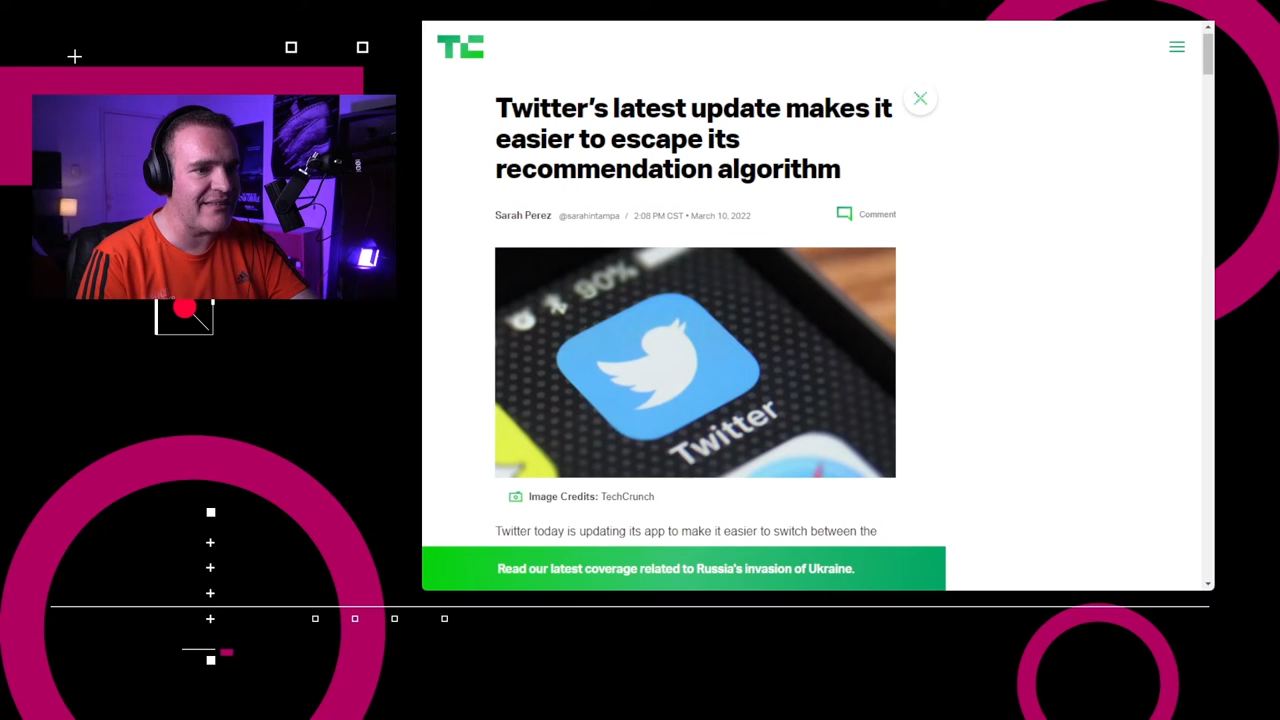 TC
Twitter's latest update makes it
easier to escape its
recommendation algorithm
Sarah Perez @sarahintampa / 2:08 PM CST • March 10, 2022
Comment
90%
Twitter
Image Credits: TechCrunch
Twitter today is updating its app to make it easier to switch between the
Read our latest coverage related to Russia's invasion of Ukraine.